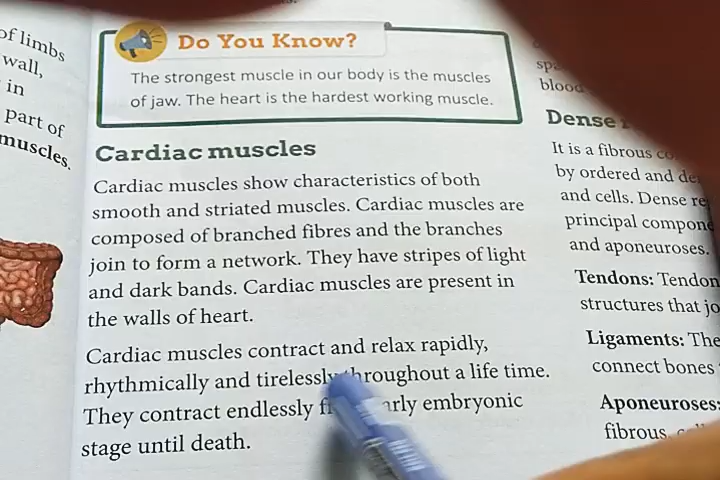 of limbs
wall,
in
part of
muscles.
Do You Know?
The strongest muscle in our body is the muscles
of jaw. The heart is the hardest working muscle.
Cardiac muscles
Cardiac muscles show characteristics of both
smooth and striated muscles. Cardiac muscles are
composed of branched fibres and the branches
join to form a network. They have stripes of light
and dark bands. Cardiac muscles are present in
the walls of heart.
Cardiac muscles contract and relax rapidly,
rhythmically and tirelessly throughout a life time.
They contract endlessly embryonic
stage until death.
blood
Dense
It is a fibrous
by ordered and
and cells. Dense
principal
and aponeuroses.
Tendons: Tendon
structures that
Ligaments: The
connect bones
Aponeuroses:
fibrous